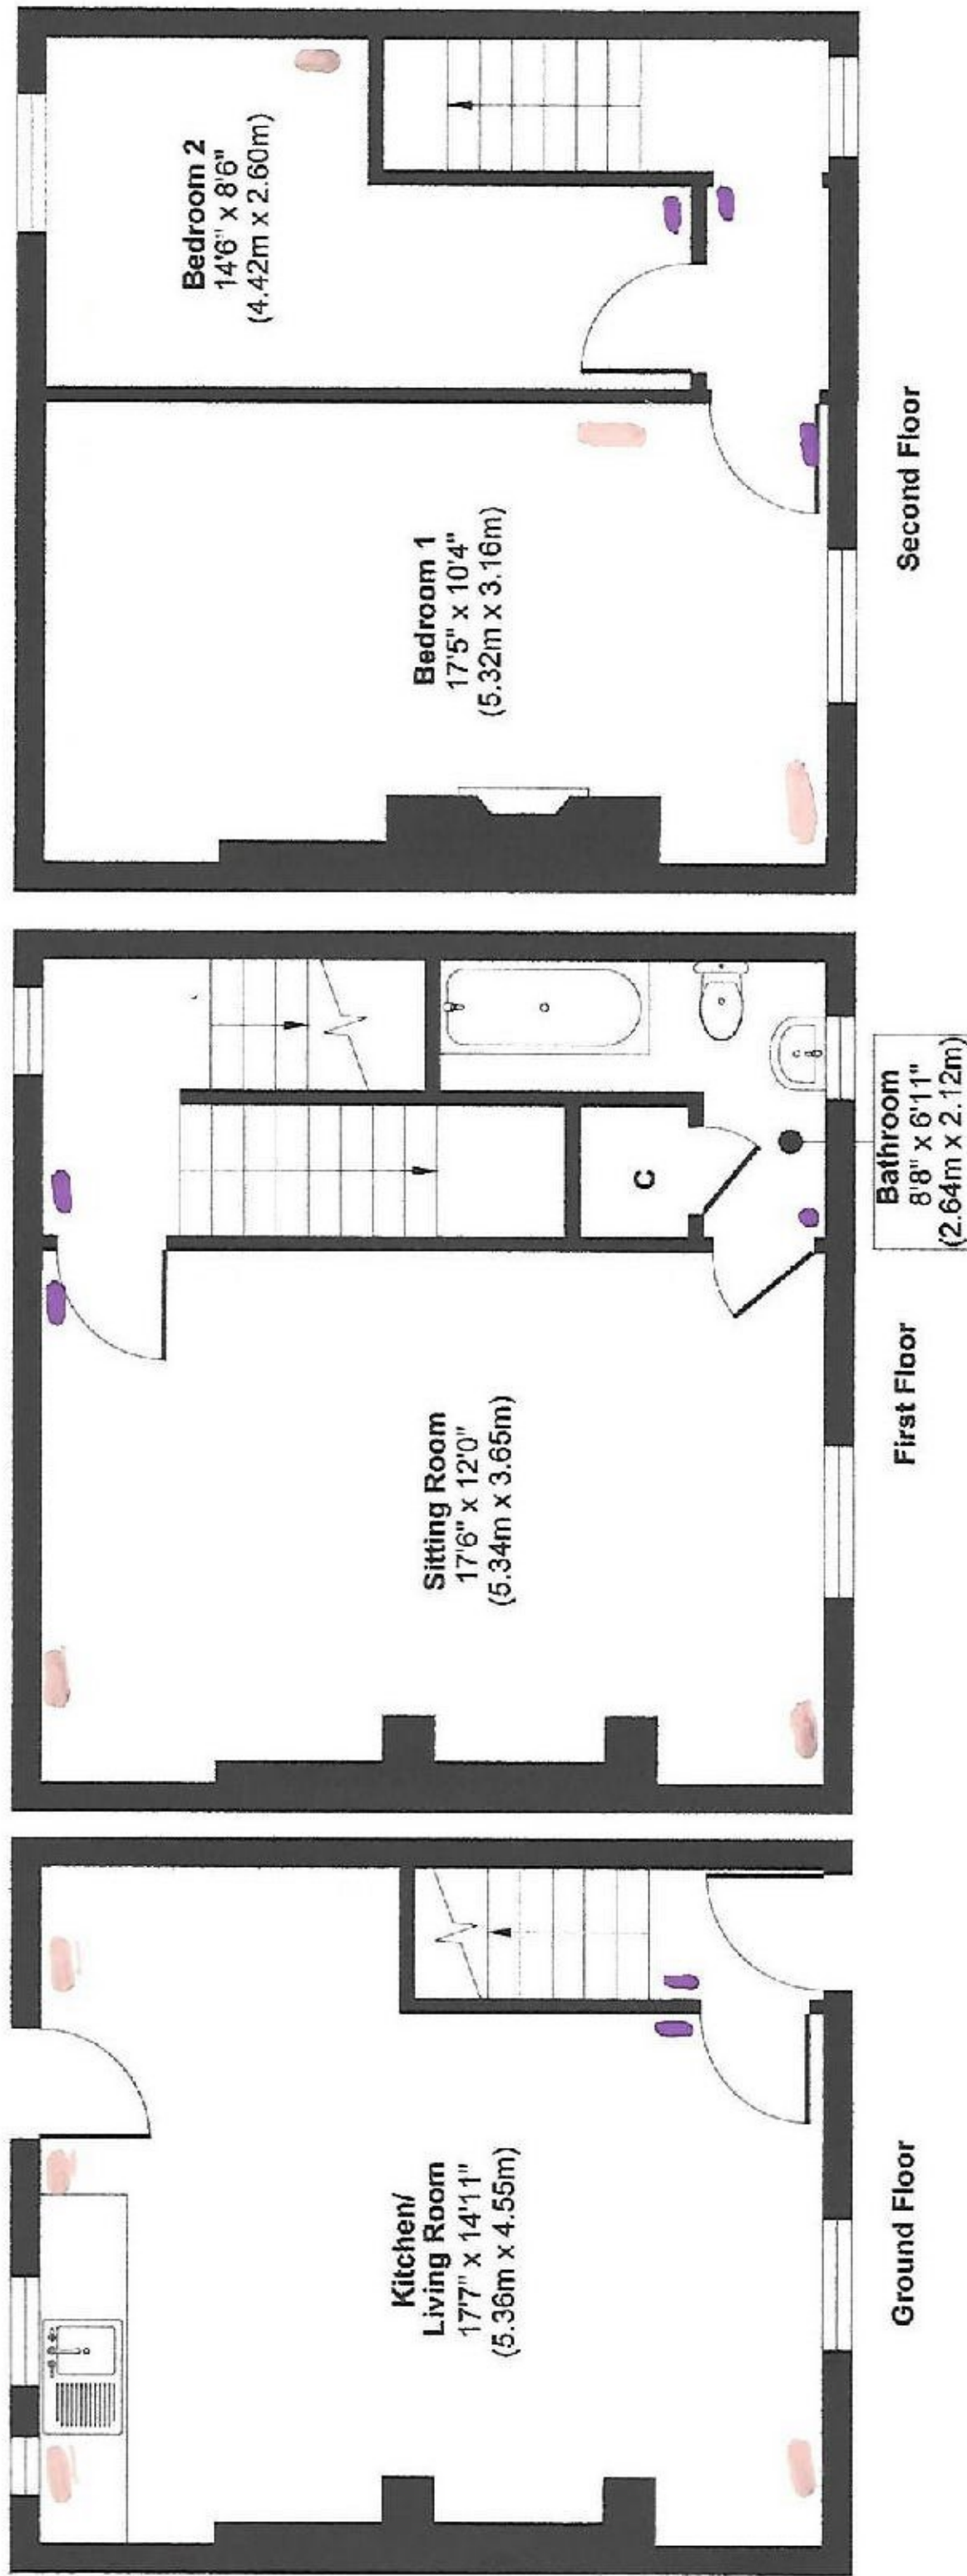 Kitchen/
Living Room
17'7" x 14'11"
(5.36m x 4.55m)
Ground Floor
Sitting Room
17'6" x 12'0"
(5.34m x 3.65m)
C
Bathroom
8'8" x 6'11"
(2.64m x 2.12m)
First Floor
Bedroom 1
17'5" x 10'4"
(5.32m x 3.16m)
Bedroom 2
14'6" x 8'6"
(4.42m x 2.60m)
Second Floor